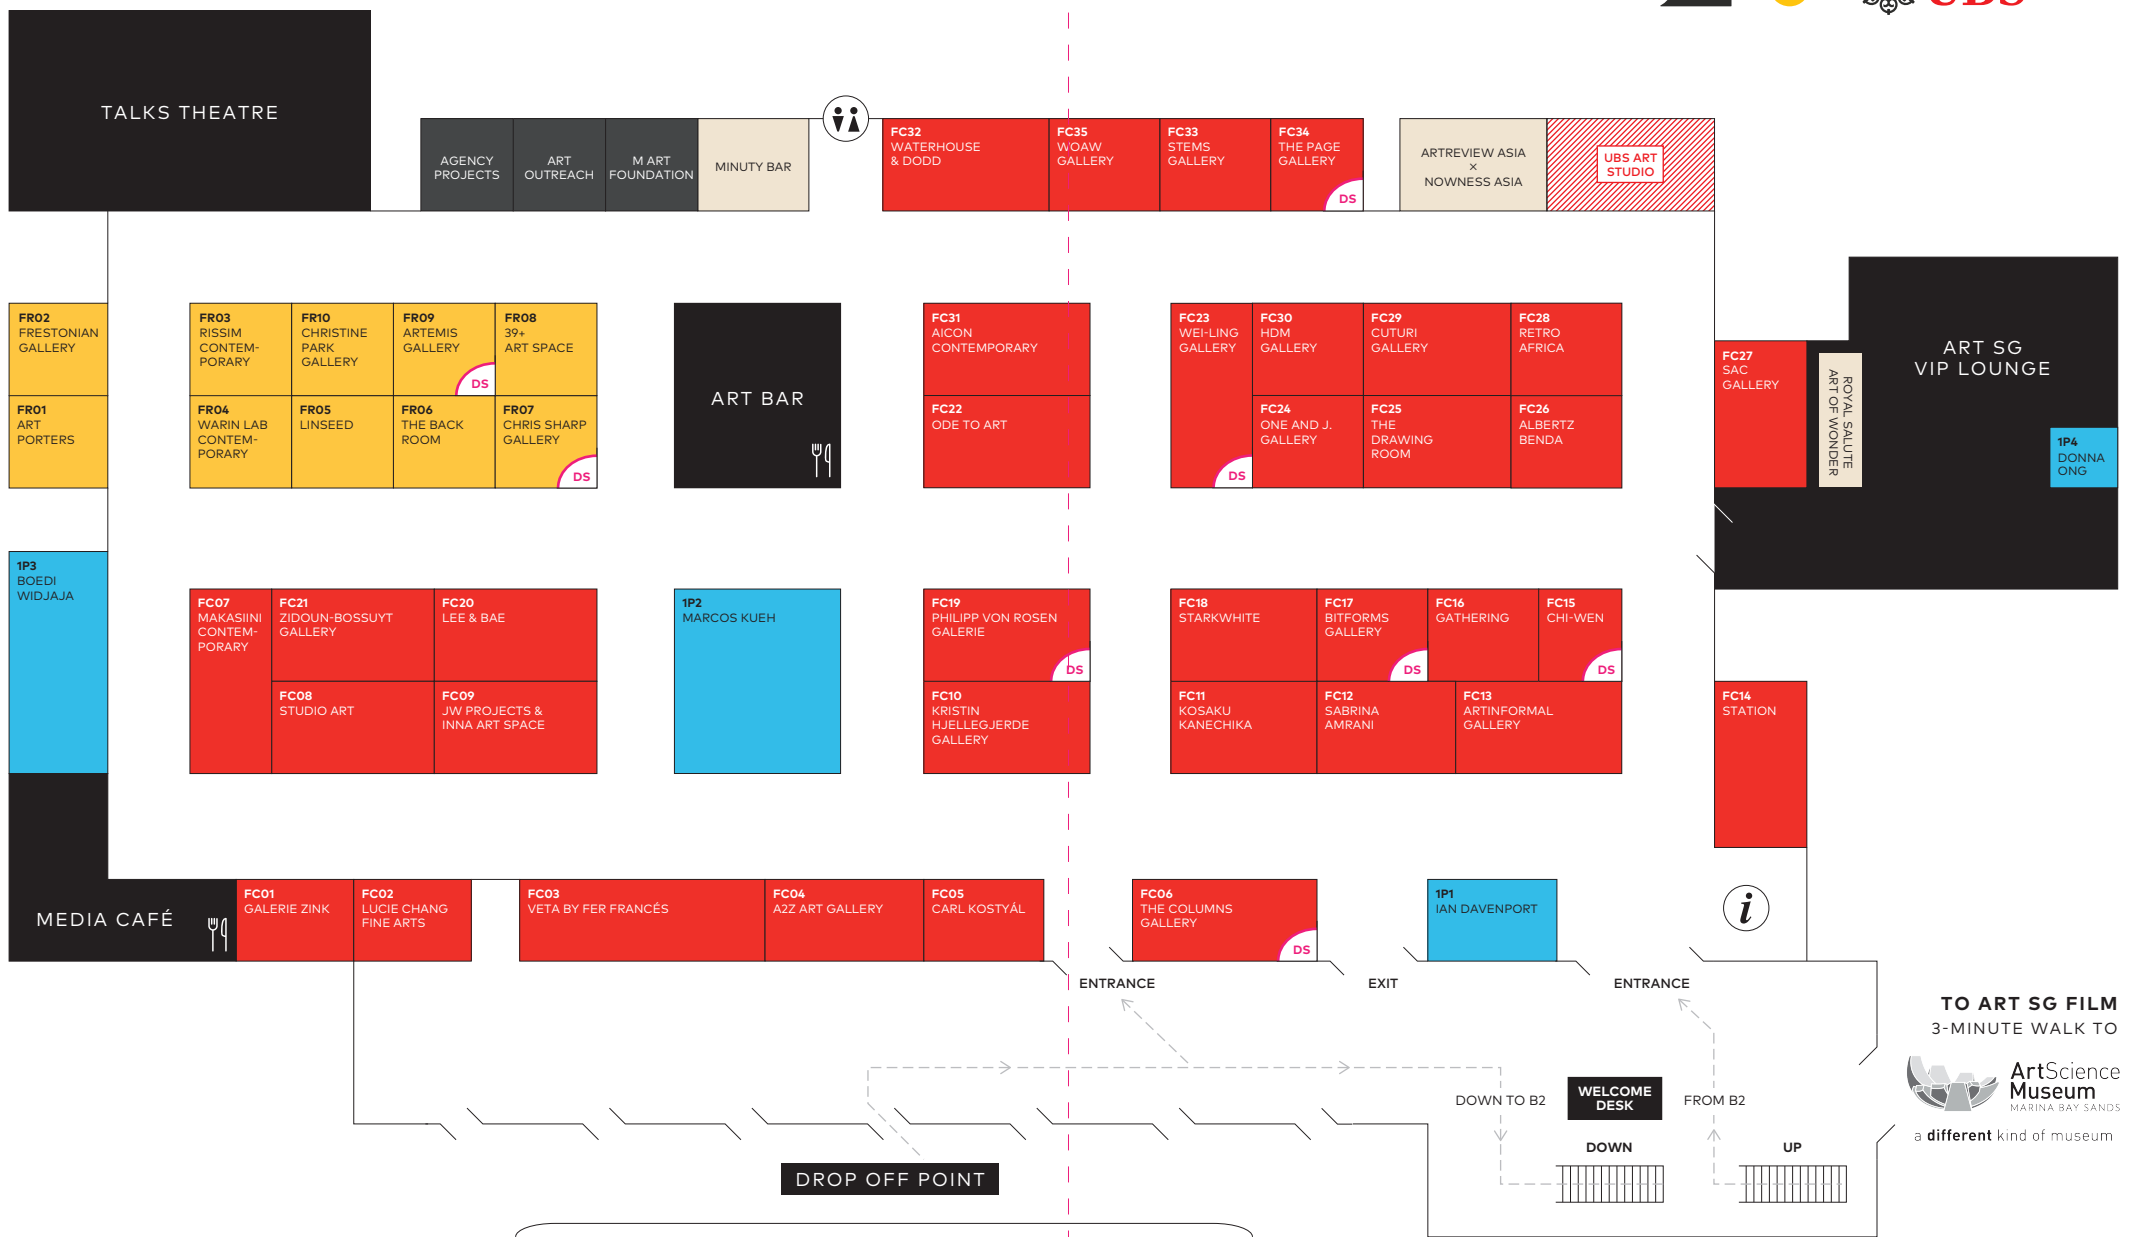 UBS
TALKS THEATRE
AGENCY
PROJECTS
ART
OUTREACH
M ART
FOUNDATION
MINUTY BAR
FC32
WATERHOUSE
& DODD
FC35
WOAW
GALLERY
FC33
STEMS
GALLERY
FC34
THE PAGE
GALLERY
DS
ARTREVIEW ASIA
×
NOWNESS ASIA
UBS ART
STUDIO
FR02
FRESTONIAN
GALLERY
FR01
ART
PORTERS
FR03
RISSIM
CONTEM-
PORARY
FR10
CHRISTINE
PARK
GALLERY
FR09
ARTEMIS
GALLERY
DS
FR08
39+
ART SPACE
FR04
WARIN LAB
CONTEM-
PORARY
FR05
LINSEED
FR06
THE BACK
ROOM
FR07
CHRIS SHARP
GALLERY
DS
ART BAR
FC31
AICON
CONTEMPORARY
FC22
ODE TO ART
FC23
WEI-LING
GALLERY
DS
FC30
HDM
GALLERY
FC29
CUTURI
GALLERY
FC28
RETRO
AFRICA
FC24
ONE AND J.
GALLERY
FC25
THE
DRAWING
ROOM
FC26
ALBERTZ
BENDA
FC27
SAC
GALLERY
ROYAL SALUTE
ART OF WONDER
ART SG
VIP LOUNGE
1P4
DONNA
ONG
1P3
BOEDI
WIDJAJA
FC07
MAKASIINI
CONTEM-
PORARY
FC21
ZIDOUN-BOSSUYT
GALLERY
FC20
LEE & BAE
FC08
STUDIO ART
FC09
JW PROJECTS &
INNA ART SPACE
1P2
MARCOS KUEH
FC19
PHILIPP VON ROSEN
GALERIE
DS
FC10
KRISTIN
HJELLEGJERDE
GALLERY
FC18
STARKWHITE
FC17
BITFORMS
GALLERY
DS
FC16
GATHERING
FC15
CHI-WEN
DS
FC11
KOSAKU
KANECHIKA
FC12
SABRINA
AMRANI
FC13
ARTINFORMAL
GALLERY
FC14
STATION
MEDIA CAFÉ
FC01
GALERIE ZINK
FC02
LUCIE CHANG
FINE ARTS
FC03
VETA BY FER FRANCÉS
FC04
A2Z ART GALLERY
FC05
CARL KOSTYÁL
FC06
THE COLUMNS
GALLERY
DS
1P1
IAN DAVENPORT
i
ENTRANCE
EXIT
ENTRANCE
TO ART SG FILM
3-MINUTE WALK TO
ArtScience
Museum
MARINA BAY SANDS
a different kind of museum
DOWN TO B2
WELCOME
DESK
FROM B2
DOWN
UP
DROP OFF POINT